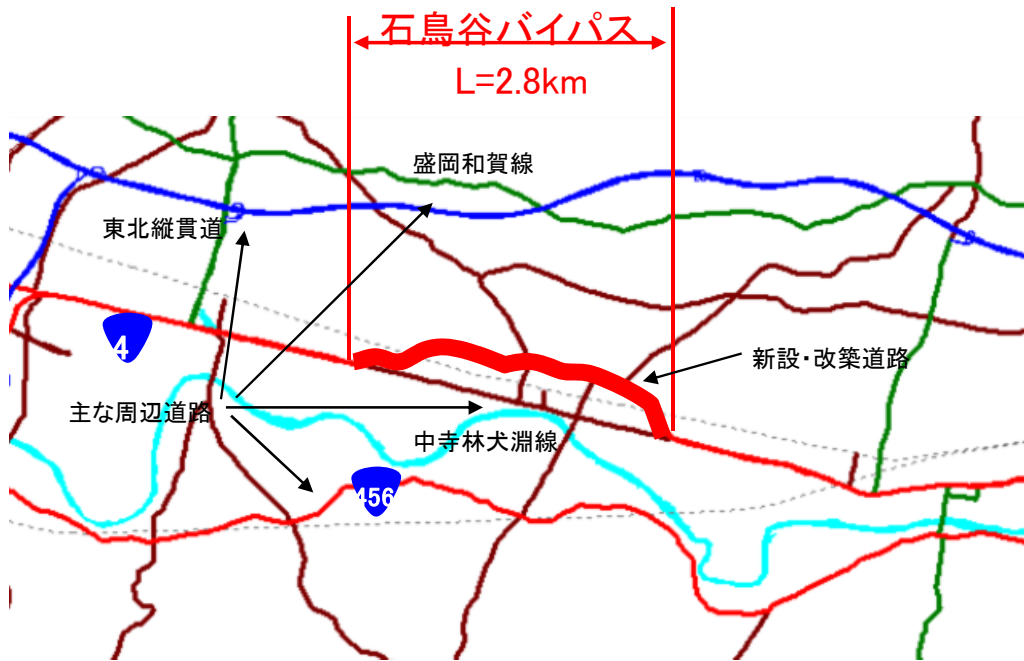 石鳥谷バイパス
L=2.8km
盛岡和賀線
東北縦貫道
4
新設・改築道路
主な周辺道路
中寺林犬淵線
456